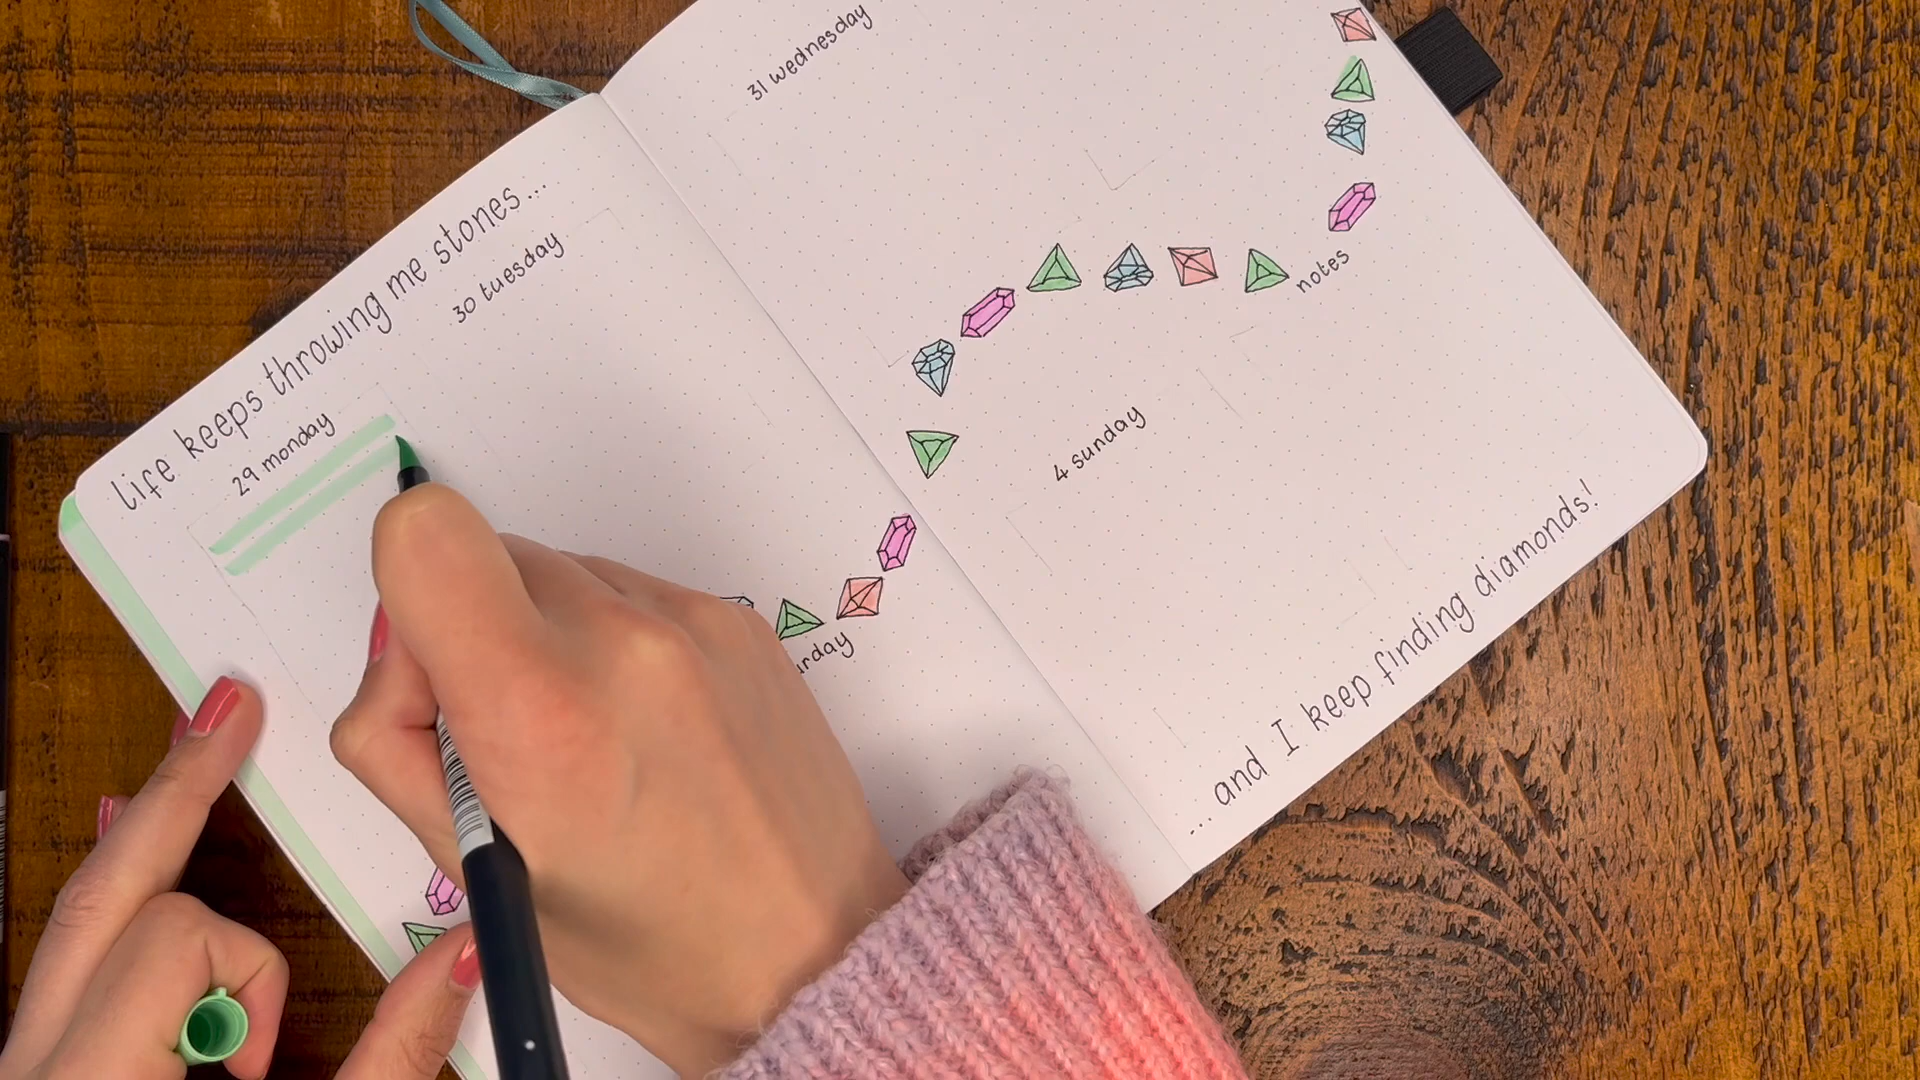 life keeps throwing me stones...
29 monday
30 tuesday
31 wednesday
notes
4 sunday
...and I keep finding diamonds!